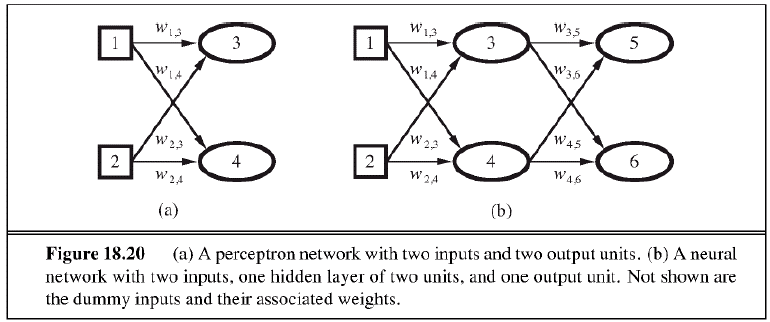 1 w1,3 3 1 w1,3 3 w3,5 5
w1,4 w1,4 w3,6
w2,3 w2,3 w4,5
2 w2,4 4 2 w2,4 4 w4,6 6
(a) (b)
Figure 18.20 (a) A perceptron network with two inputs and two output units. (b) A neural
network with two inputs, one hidden layer of two units, and one output unit. Not shown are
the dummy inputs and their associated weights.